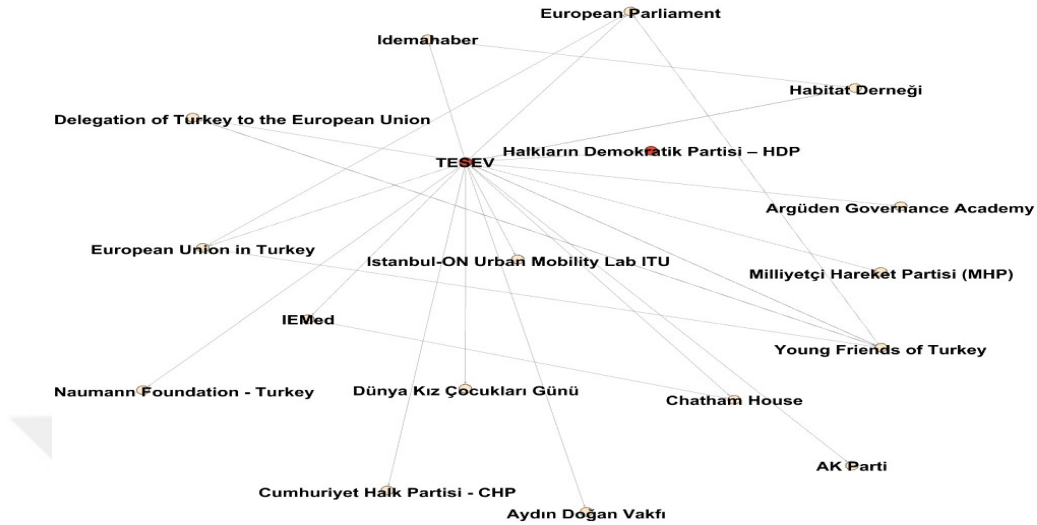 European Parliament
Idemahaber
Habitat Derneği
Delegation of Turkey to the European Union
Halkların Demokratik Partisi – HDP
TESEV
Argüden Governance Academy
European Union in Turkey
Istanbul-ON Urban Mobility Lab ITU
Milliyetçi Hareket Partisi (MHP)
IEMed
Young Friends of Turkey
Naumann Foundation - Turkey
Dünya Kız Çocukları Günü
Chatham House
AK Parti
Cumhuriyet Halk Partisi - CHP
Aydın Doğan Vakfı